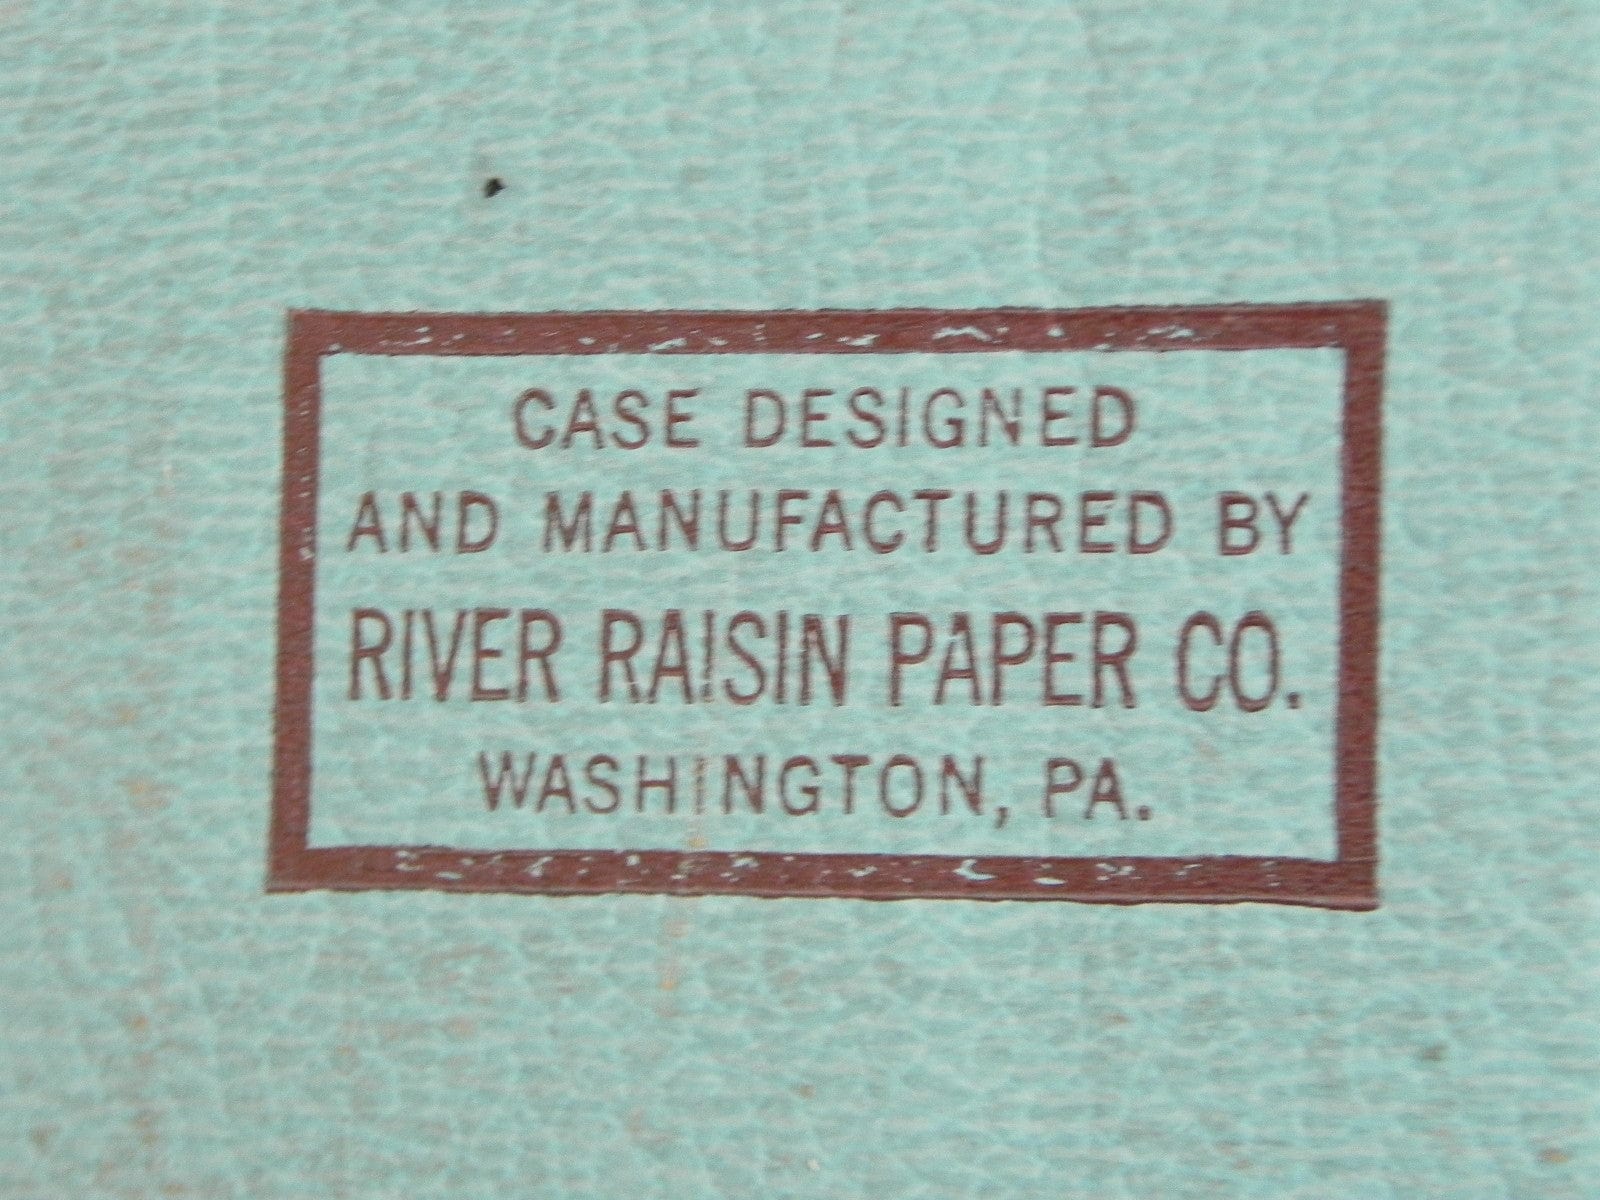 CASE DESIGNED
AND MANUFACTURED BY
RIVER RAISIN PAPER CO.
WASHINGTON, PA.